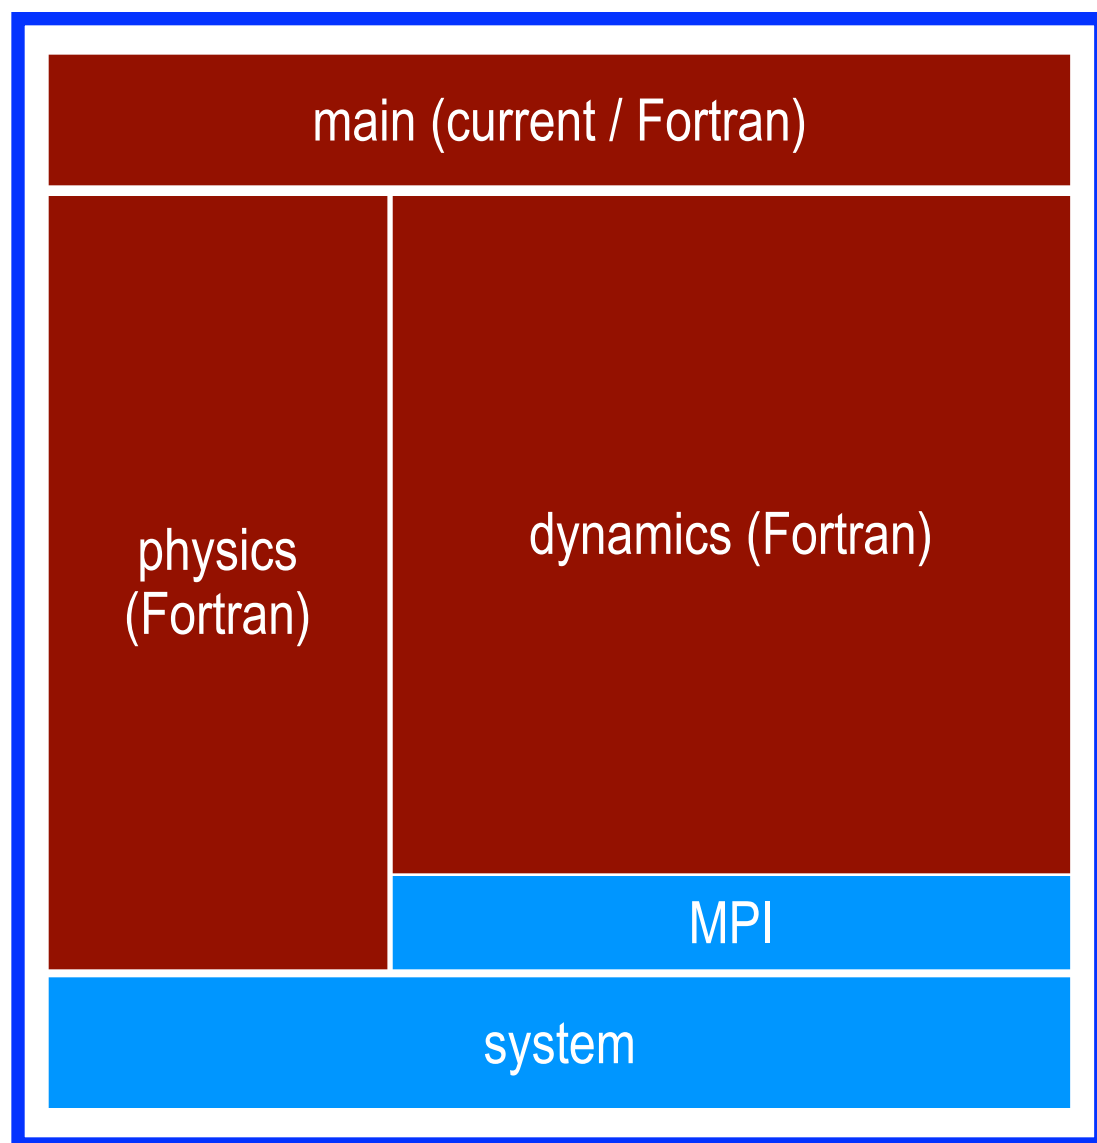 main (current / Fortran)
physics
(Fortran)
dynamics (Fortran)
MPI
system